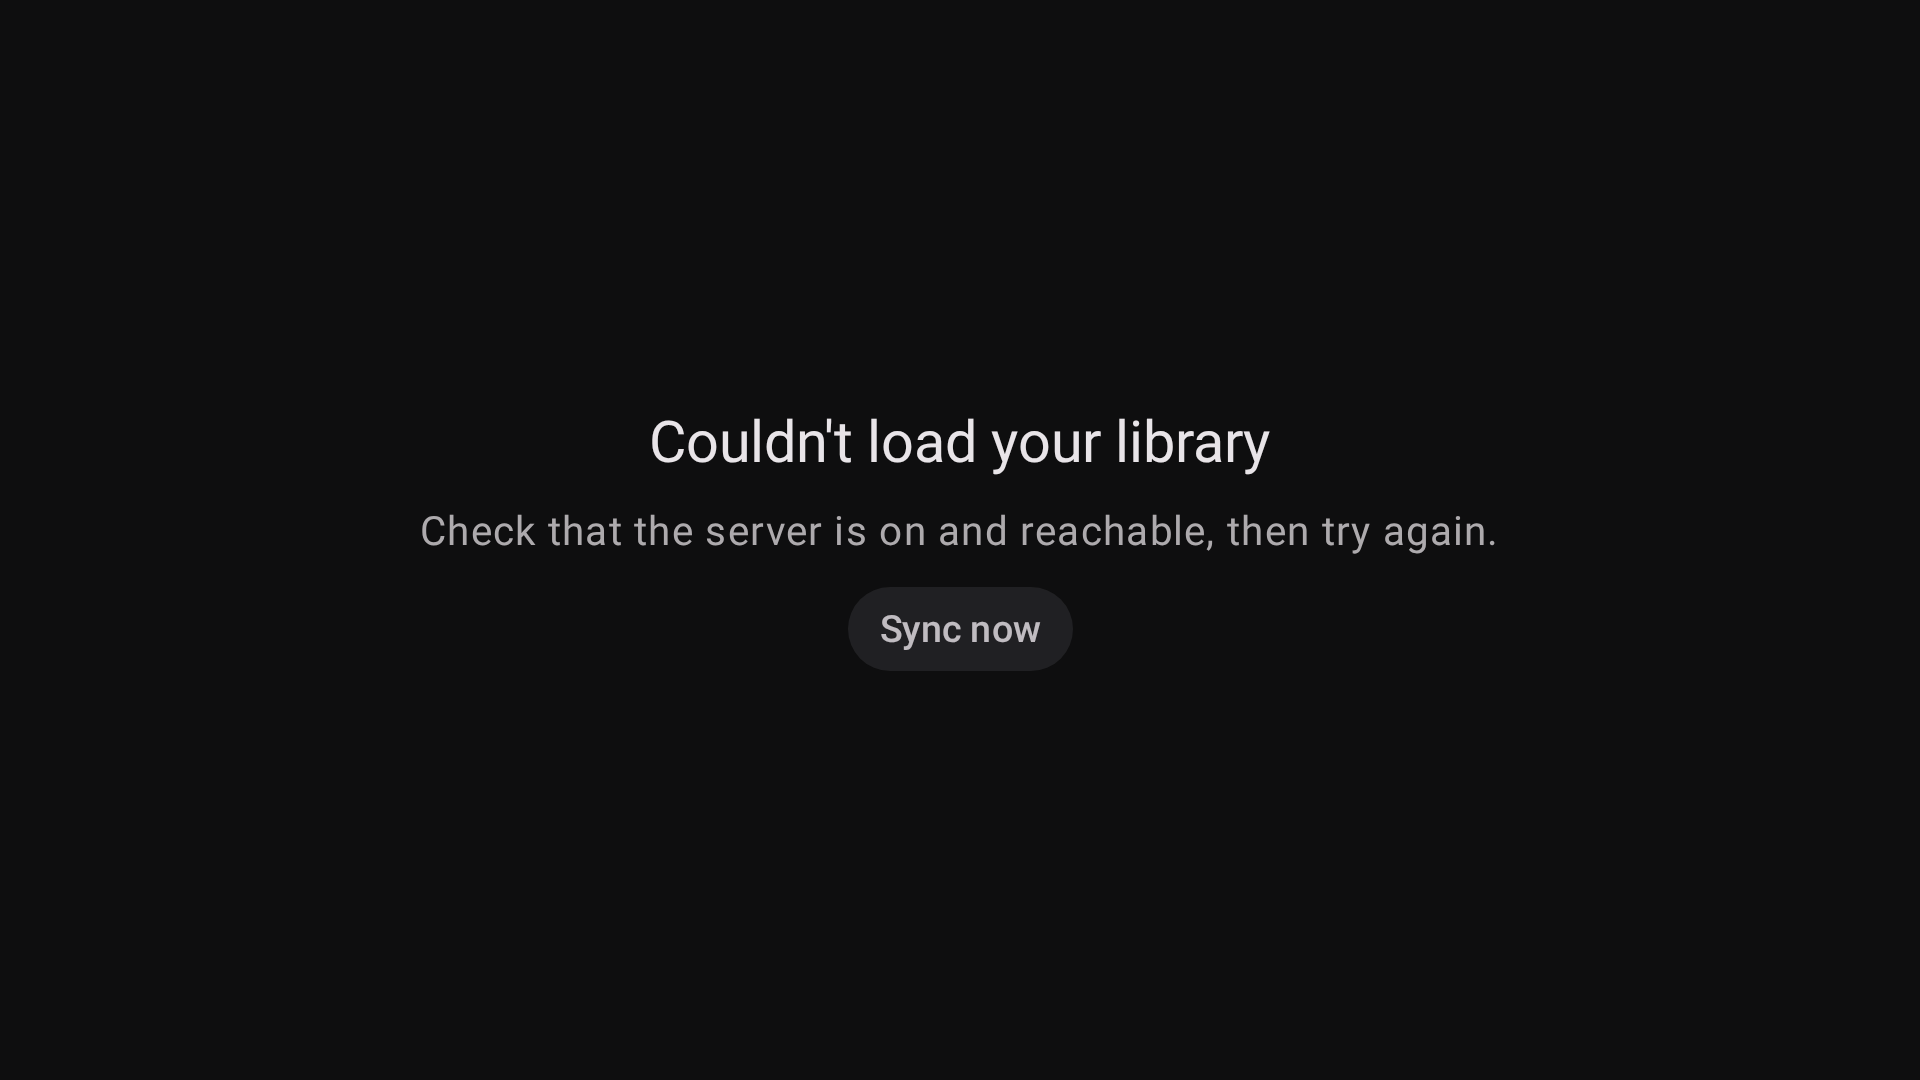 Couldn't load your library
Check that the server is on and reachable, then try again.
Sync now